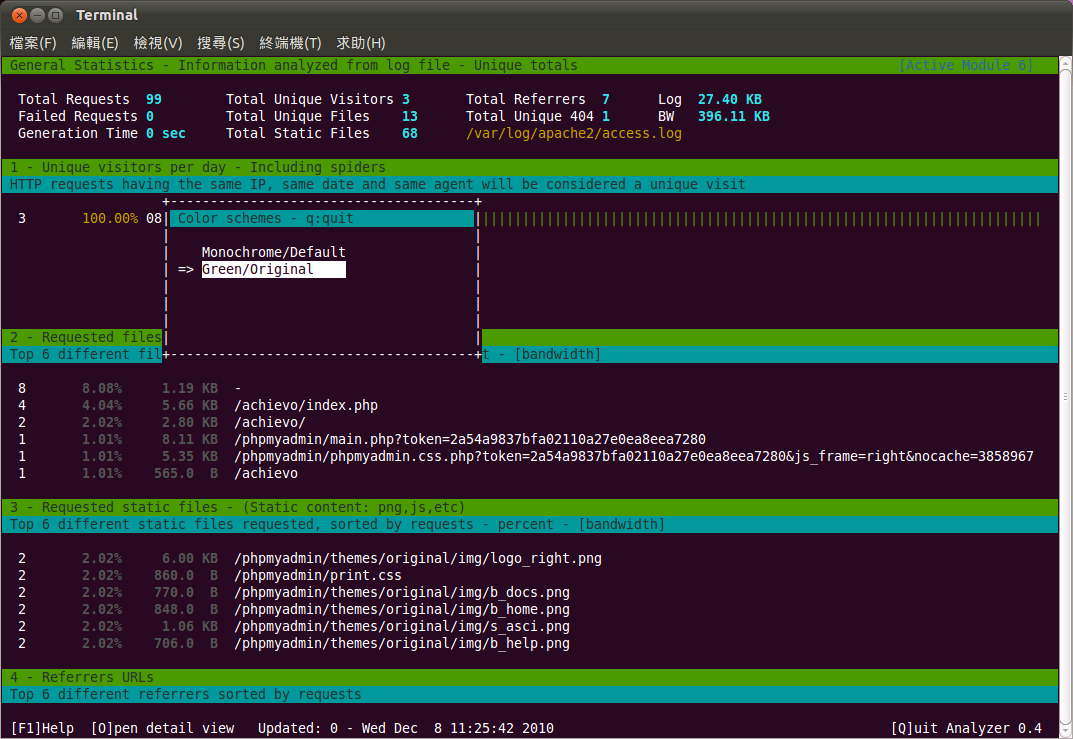 Terminal
檔案(F) 編輯(E) 檢視(V) 搜尋(S) 終端機(T) 求助(H)
General Statistics - Information analyzed from log file - Unique totals [Active Module 6]
Total Requests 99 Total Unique Visitors 3 Total Referrers 7 Log 27.40 KB
Failed Requests 0 Total Unique Files 13 Total Unique 404 1 BW 396.11 KB
Generation Time 0 sec Total Static Files 68 /var/log/apache2/access.log
1 - Unique visitors per day - Including spiders
HTTP requests having the same IP, same date and same agent will be considered a unique visit
3 100.00% 08
Color schemes - q:quit
Monochrome/Default
=> Green/Original
2 - Requested files
Top 6 different fil t - [bandwidth]
8 8.08% 1.19 KB -
4 4.04% 5.66 KB /achievo/index.php
2 2.02% 2.80 KB /achievo/
1 1.01% 8.11 KB /phpmyadmin/main.php?token=2a54a9837bfa02110a27e0ea8eea7280
1 1.01% 5.35 KB /phpmyadmin/phpmyadmin.css.php?token=2a54a9837bfa02110a27e0ea8eea7280&js_frame=right&nocache=3858967
1 1.01% 565.0 B /achievo
3 - Requested static files - (Static content: png,js,etc)
Top 6 different static files requested, sorted by requests - percent - [bandwidth]
2 2.02% 6.00 KB /phpmyadmin/themes/original/img/logo_right.png
2 2.02% 860.0 B /phpmyadmin/print.css
2 2.02% 770.0 B /phpmyadmin/themes/original/img/b_docs.png
2 2.02% 848.0 B /phpmyadmin/themes/original/img/b_home.png
2 2.02% 1.06 KB /phpmyadmin/themes/original/img/s_asci.png
2 2.02% 706.0 B /phpmyadmin/themes/original/img/b_help.png
4 - Referrers URLs
Top 6 different referrers sorted by requests
[F1]Help [O]pen detail view Updated: 0 - Wed Dec 8 11:25:42 2010 [Q]uit Analyzer 0.4